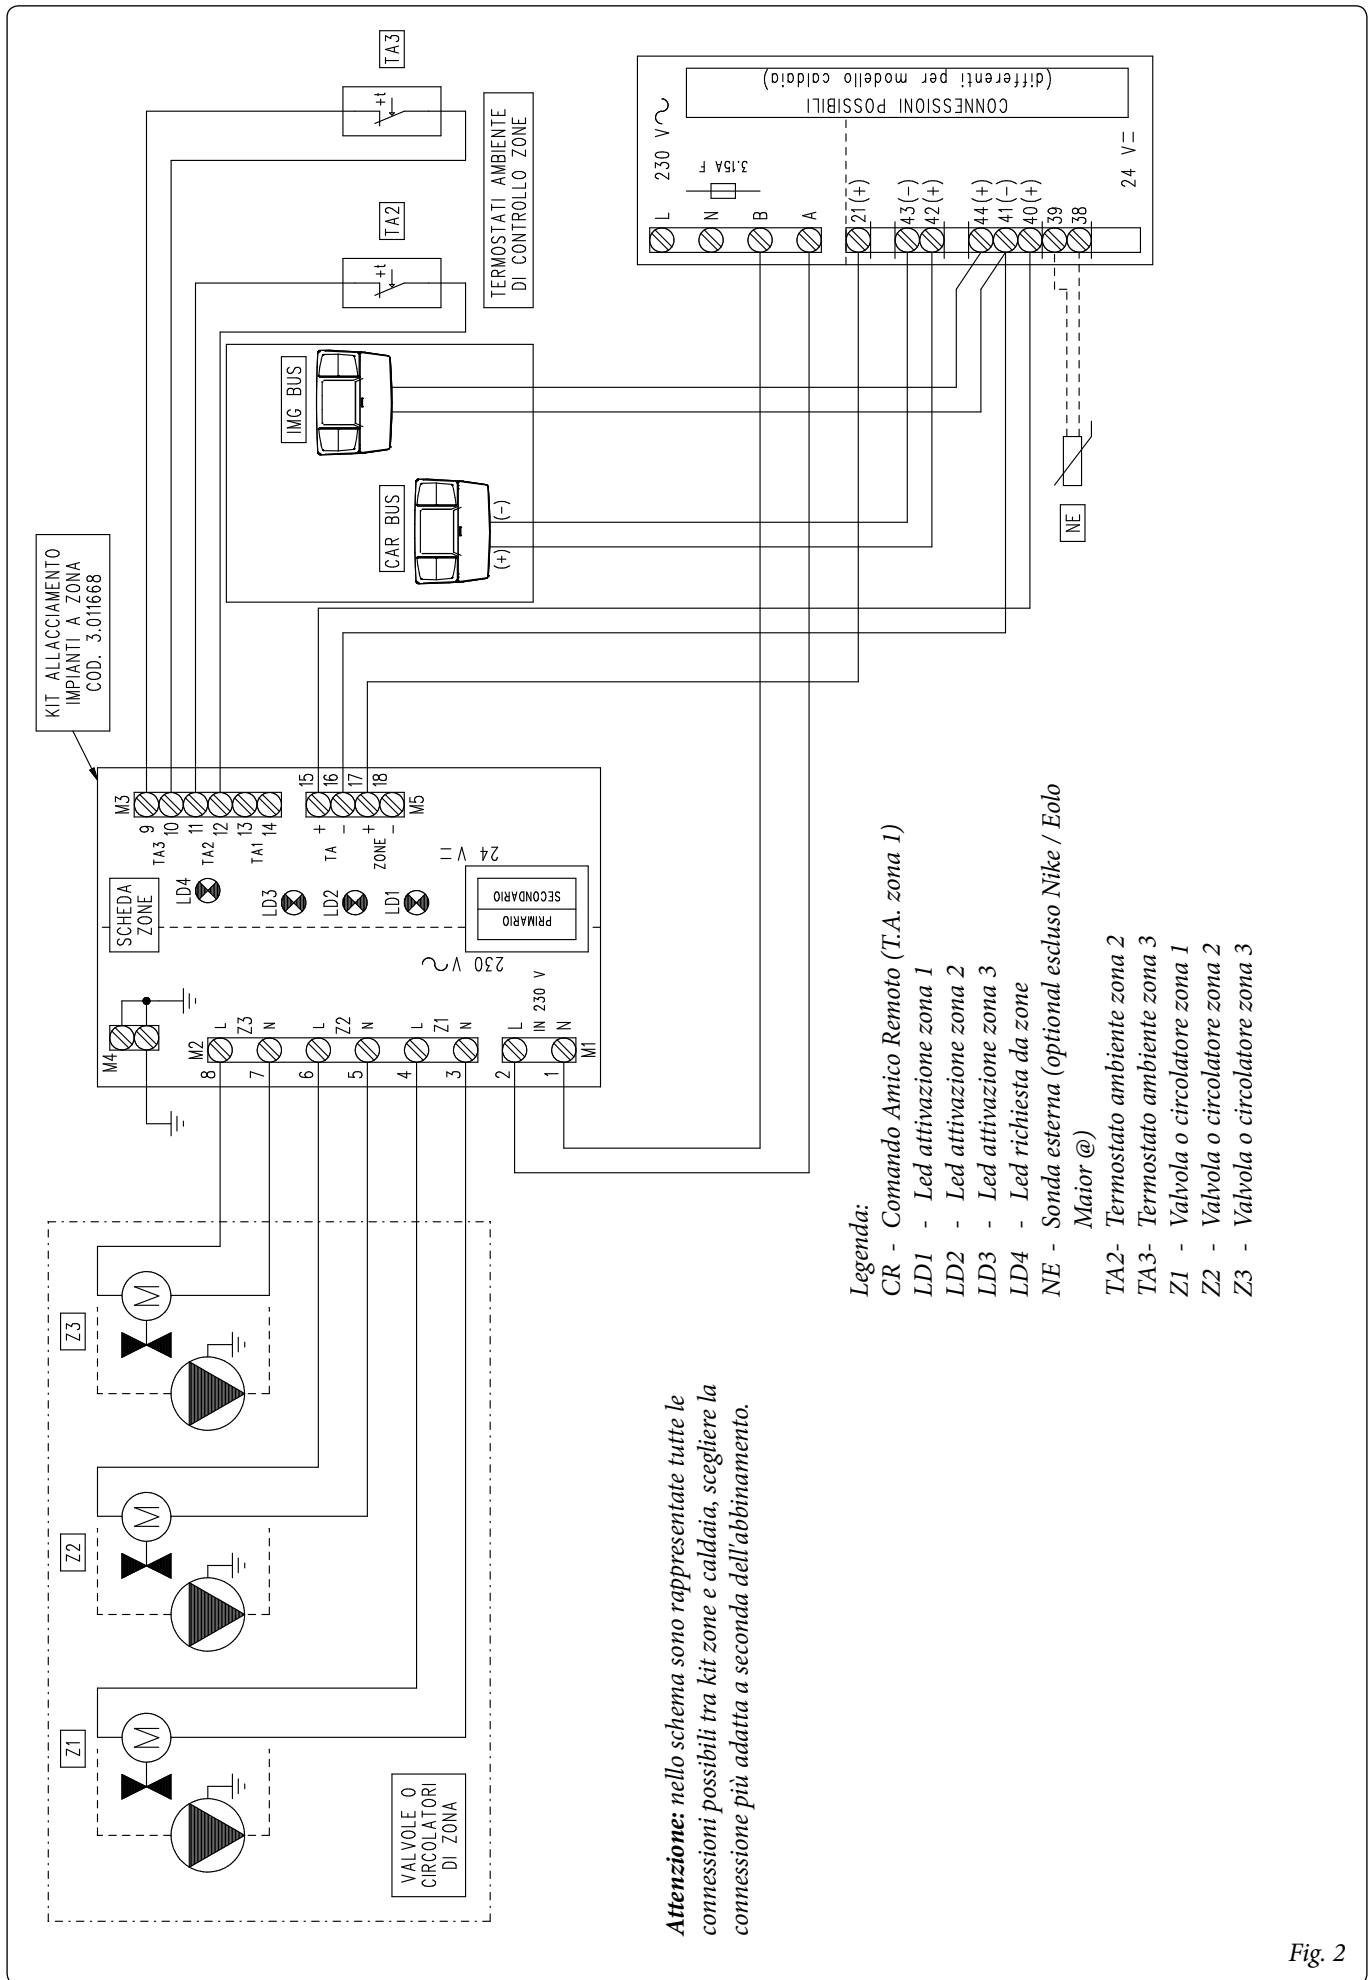 KIT ALLACCIAMENTO
IMPIANTI A ZONA
COD. 3.011668
TA3
TA2
TERMOSTATI AMBIENTE
DI CONTROLLO ZONE
IMG BUS
CAR BUS
(+)
(-)
CONNESSIONI POSSIBILI
(differenti per modello caldaia)
230 V
3.15A F
24 V
L
N
B
A
21(+)
43(-)
42(+)
44(+)
41(-)
40(+)
39
38
NE
SCHEDA
ZONE
M3
9
10
11
12
13
14
TA3
TA2
TA1
15
16
17
18
+
-
+
-
TA
ZONE
M5
LD4
LD3
LD2
LD1
24 V
PRIMARIO
SECONDARIO
230 V
M4
M2
8
7
6
5
4
3
L
Z3
N
L
Z2
N
L
Z1
N
2
1
L
IN 230 V
N
M1
Z3
M
Z2
M
Z1
M
VALVOLE O
CIRCOLATORI
DI ZONA
Attenzione: nello schema sono rappresentate tutte le
connessioni possibili tra kit zone e caldaia, scegliere la
connessione più adatta a seconda dell'abbinamento.
Legenda:
CR - Comando Amico Remoto (T.A. zona 1)
LD1 - Led attivazione zona 1
LD2 - Led attivazione zona 2
LD3 - Led attivazione zona 3
LD4 - Led richiesta da zone
NE - Sonda esterna (optional escluso Nike / Eolo
Maior @)
TA2- Termostato ambiente zona 2
TA3- Termostato ambiente zona 3
Z1 - Valvola o circolatore zona 1
Z2 - Valvola o circolatore zona 2
Z3 - Valvola o circolatore zona 3
+t
+t
Fig. 2